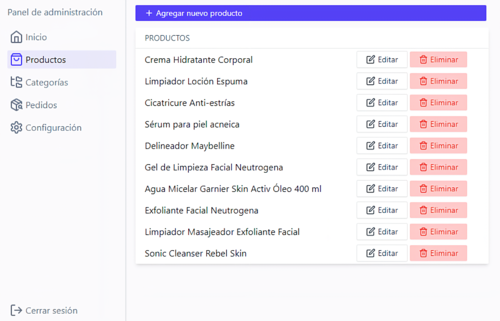 Panel de administración
Inicio
Productos
Categorías
Pedidos
Configuración
Cerrar sesión
+ Agregar nuevo producto
PRODUCTOS
Crema Hidratante Corporal Editar Eliminar
Limpiador Loción Espuma Editar Eliminar
Cicatricure Anti-estrías Editar Eliminar
Sérum para piel acneica Editar Eliminar
Delineador Maybelline Editar Eliminar
Gel de Limpieza Facial Neutrogena Editar Eliminar
Agua Micelar Garnier Skin Activ Óleo 400 ml Editar Eliminar
Exfoliante Facial Neutrogena Editar Eliminar
Limpiador Masajeador Exfoliante Facial Editar Eliminar
Sonic Cleanser Rebel Skin Editar Eliminar